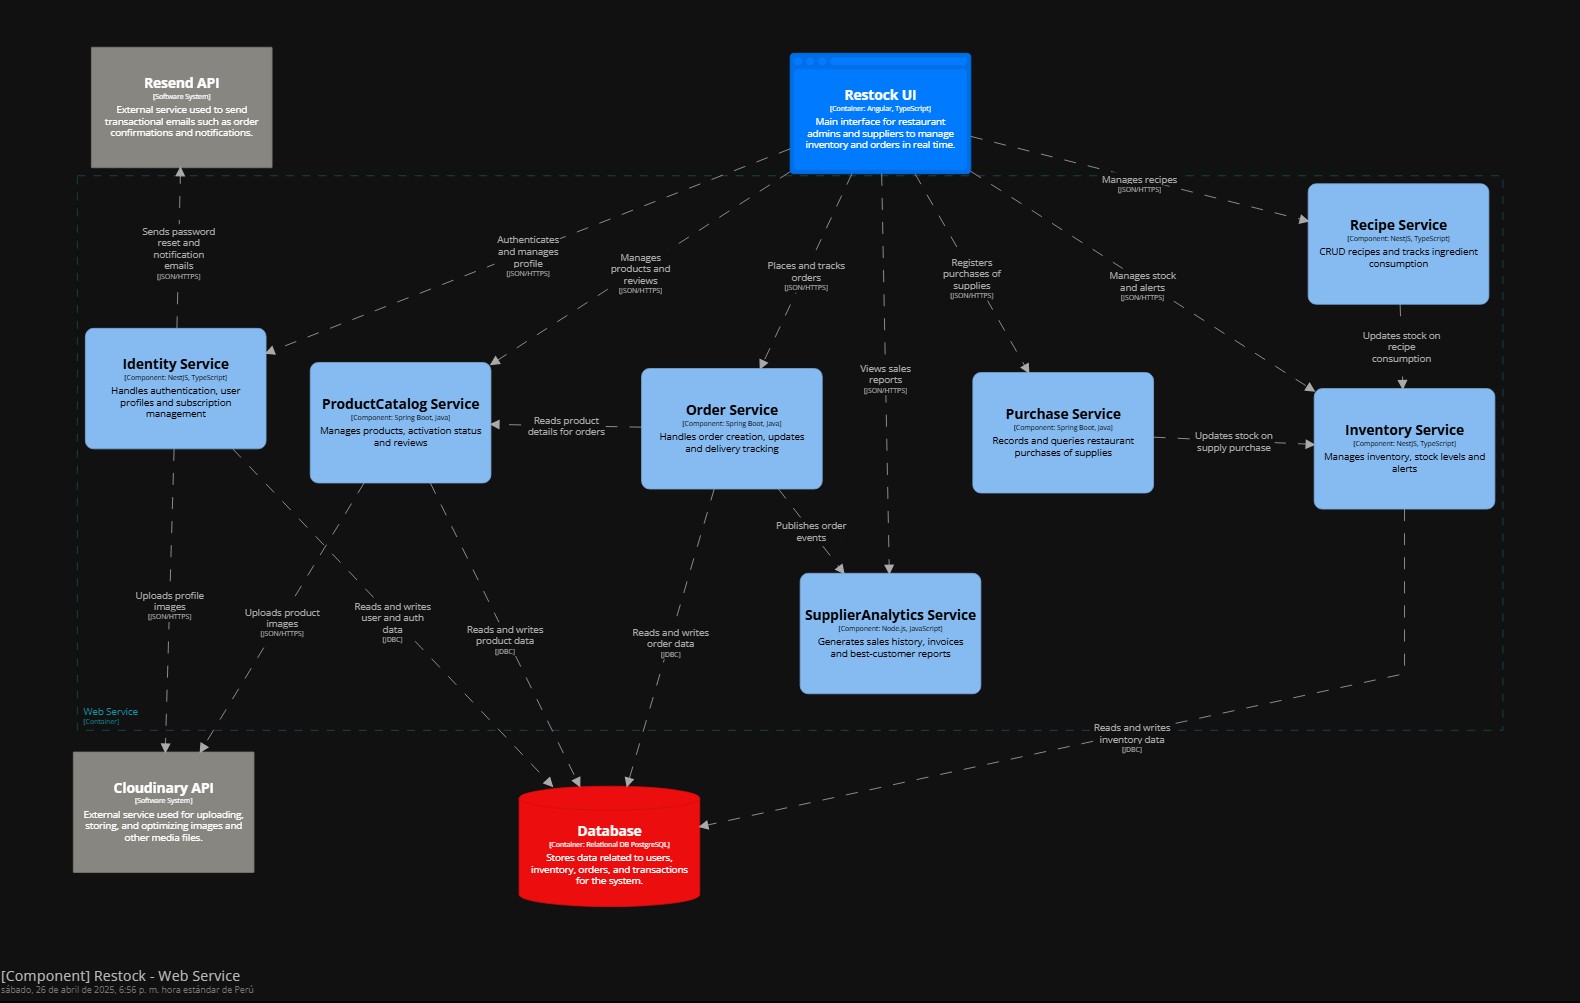 Resend API
[Software System]
External service used to send
transactional emails such as order
confirmations and notifications.
Restock UI
[Container: Angular, TypeScript]
Main interface for restaurant
admins and suppliers to manage
inventory and orders in real time.
Manages recipes
[JSON/HTTPS]
Recipe Service
[Component: NestJS, TypeScript]
CRUD recipes and tracks ingredient
consumption
Sends password
reset and
notification
emails
[JSON/HTTPS]
Authenticates
and manages
profile
[JSON/HTTPS]
Manages
products and
reviews
[JSON/HTTPS]
Places and tracks
orders
[JSON/HTTPS]
Registers
purchases of
supplies
[JSON/HTTPS]
Manages stock
and alerts
[JSON/HTTPS]
Updates stock on
recipe
consumption
Views sales
reports
[JSON/HTTPS]
Identity Service
[Component: NestJS, TypeScript]
Handles authentication, user
profiles and subscription
management
ProductCatalog Service
[Component: Spring Boot, Java]
Manages products, activation status
and reviews
Reads product
details for orders
Order Service
[Component: Spring Boot, Java]
Handles order creation, updates
and delivery tracking
Purchase Service
[Component: Spring Boot, Java]
Records and queries restaurant
purchases of supplies
Updates stock on
supply purchase
Inventory Service
[Component: NestJS, TypeScript]
Manages inventory, stock levels and
alerts
Publishes order
events
Uploads profile
images
[JSON/HTTPS]
Uploads product
images
[JSON/HTTPS]
Reads and writes
user and auth
data
[JDBC]
Reads and writes
product data
[JDBC]
Reads and writes
order data
[JDBC]
SupplierAnalytics Service
[Component: Node.js, JavaScript]
Generates sales history, invoices
and best-customer reports
Web Service
[Container]
Reads and writes
inventory data
[JDBC]
Cloudinary API
[Software System]
External service used for uploading,
storing, and optimizing images and
other media files.
Database
[Container: Relational DB PostgreSQL]
Stores data related to users,
inventory, orders, and transactions
for the system.
[Component] Restock - Web Service
sábado, 26 de abril de 2025, 6:56 p. m. hora estándar de Perú